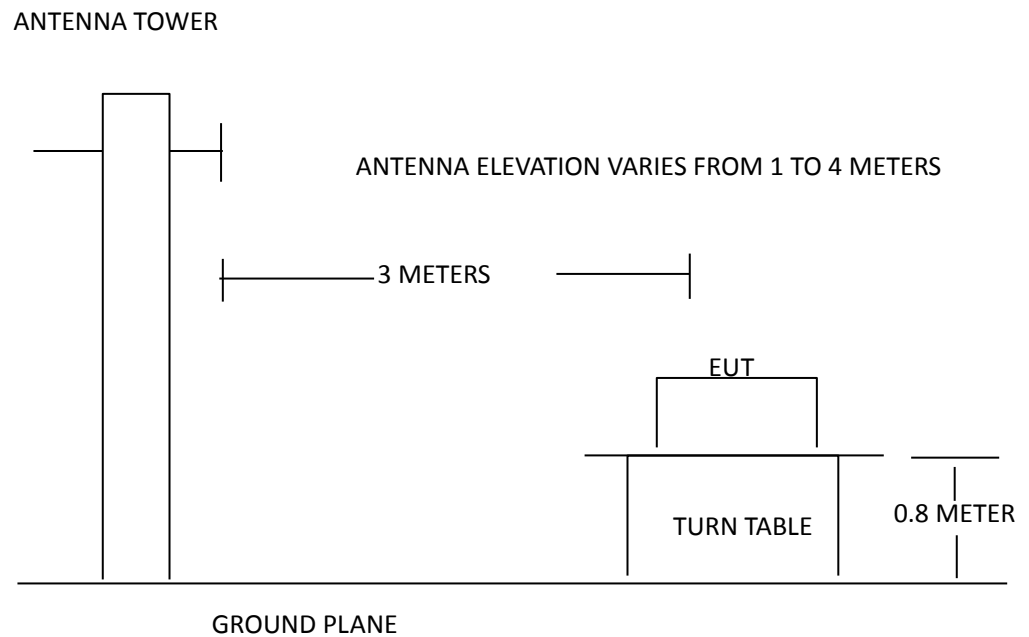 ANTENNA TOWER
ANTENNA ELEVATION VARIES FROM 1 TO 4 METERS
3 METERS
EUT
TURN TABLE
0.8 METER
GROUND PLANE